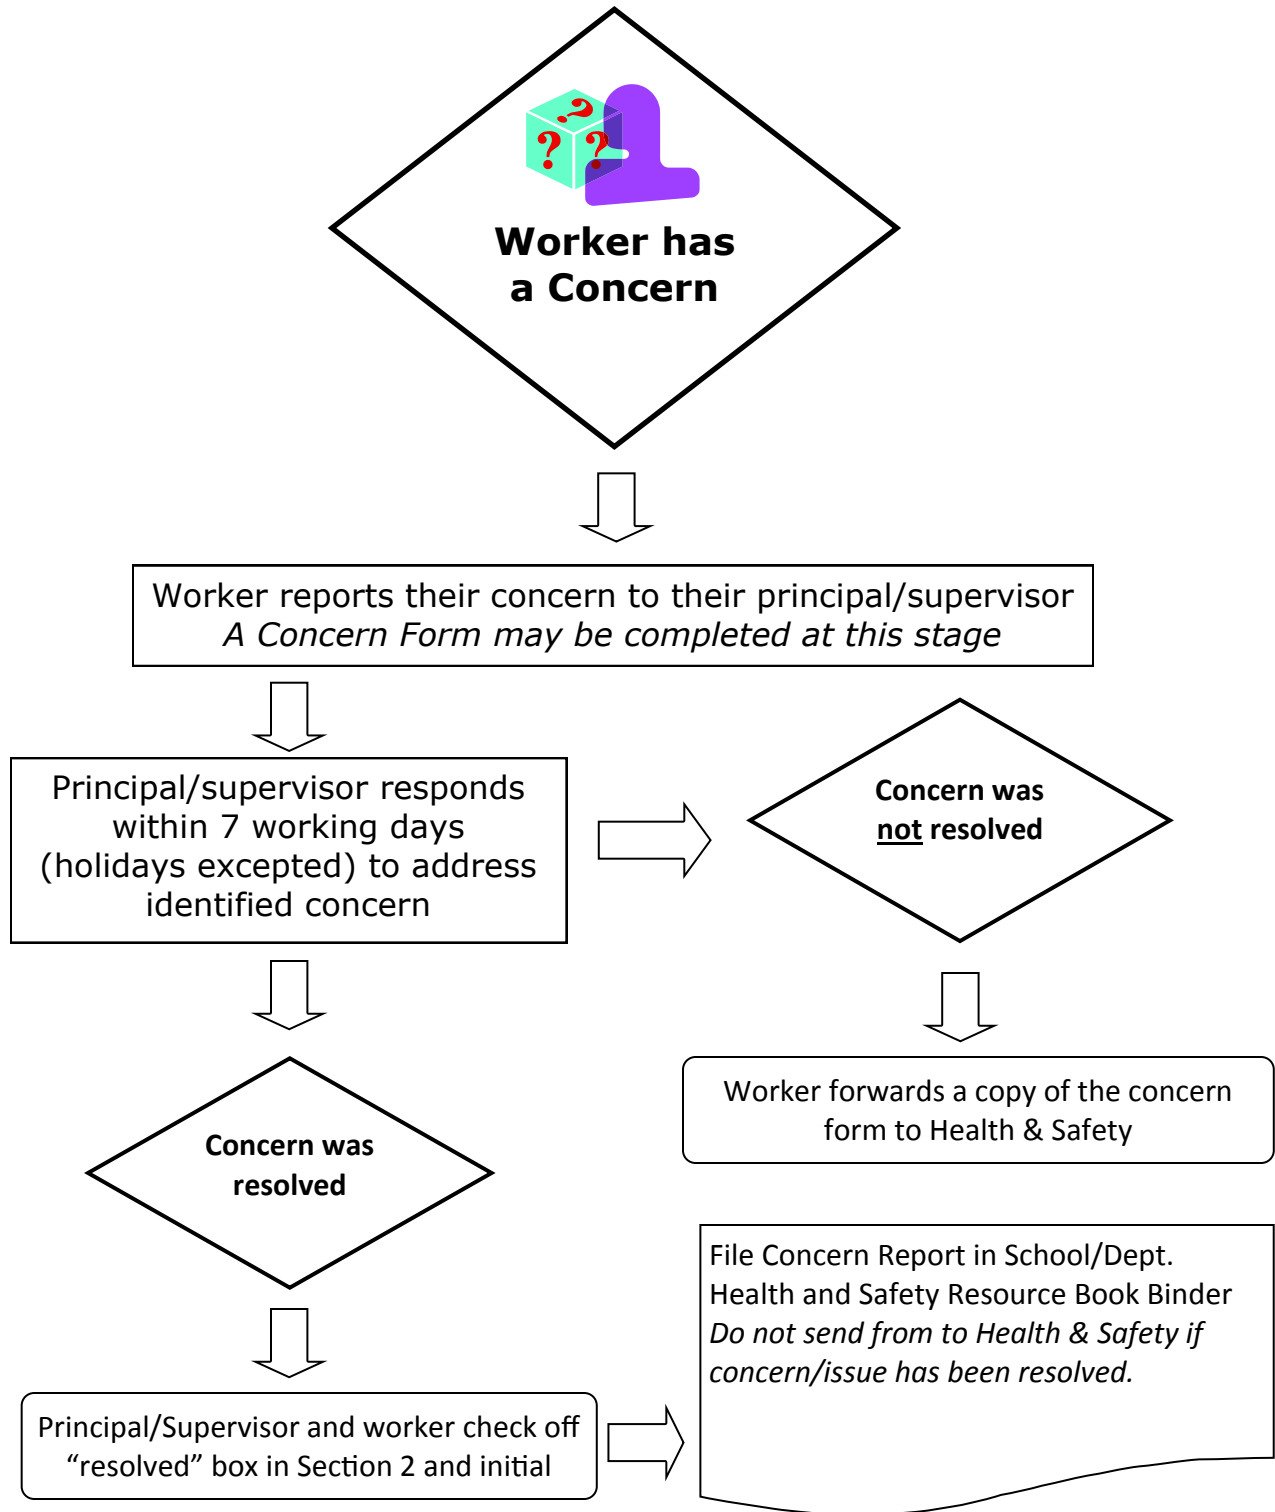 ? ? ?
Worker has
a Concern
Worker reports their concern to their principal/supervisor
A Concern Form may be completed at this stage
Principal/supervisor responds
within 7 working days
(holidays excepted) to address
identified concern
Concern was
not resolved
Worker forwards a copy of the concern
form to Health & Safety
Concern was
resolved
Principal/Supervisor and worker check off
“resolved” box in Section 2 and initial
File Concern Report in School/Dept.
Health and Safety Resource Book Binder
Do not send from to Health & Safety if
concern/issue has been resolved.